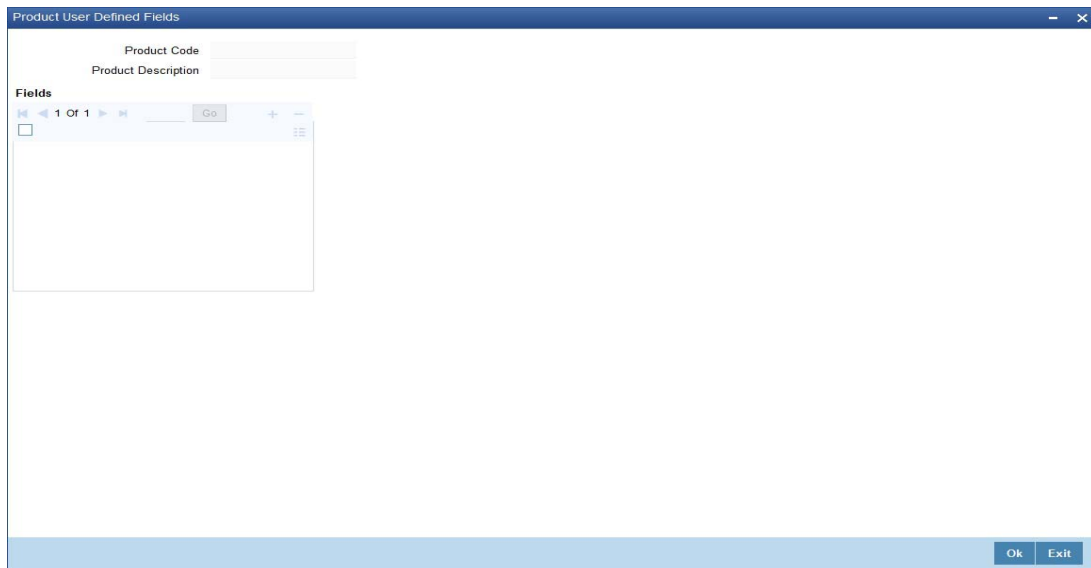 Product User Defined Fields
Product Code
Product Description
Fields
1 Of 1 Go
Ok Exit